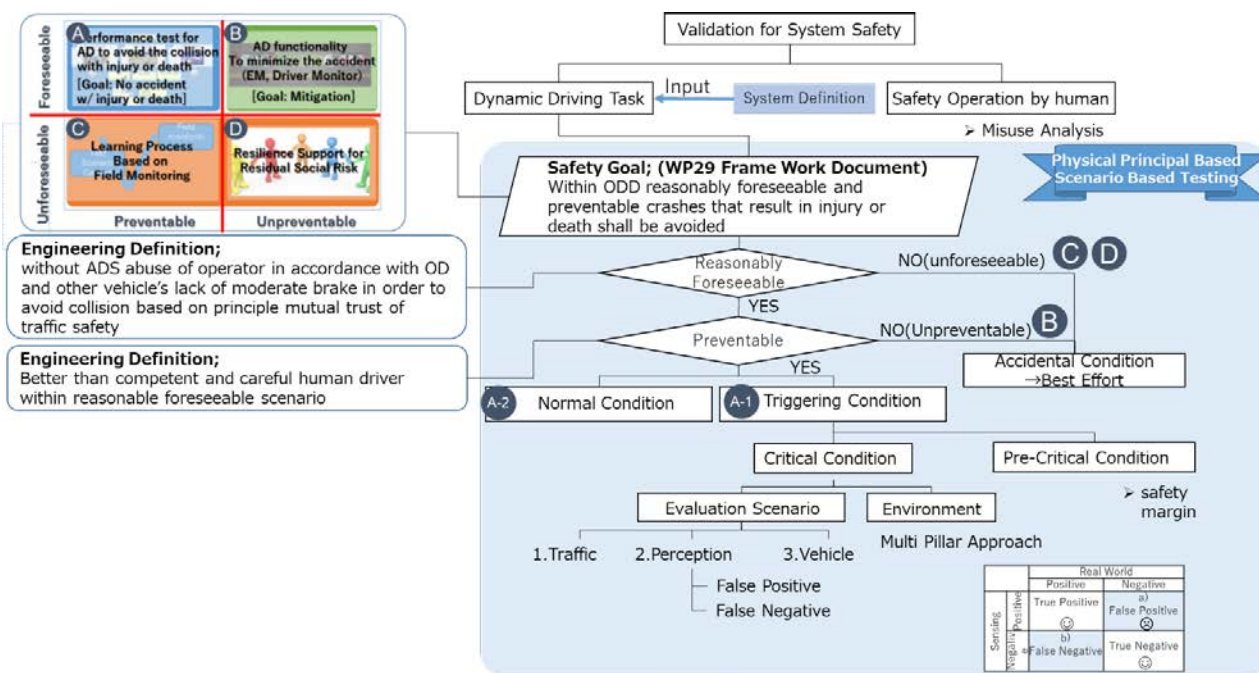 Foreseeable
Unforeseeable
A
Performance test for
AD to avoid the collision
with injury or death
[Goal: No accident
w/ injury or death]
B
AD functionality
To minimize the accident
(EM, Driver Monitor)
[Goal: Mitigation]
C
Learning Process
Based on
Field Monitoring
D
Resilience Support for
Residual Social Risk
Preventable
Unpreventable
Engineering Definition;
without ADS abuse of operator in accordance with OD
and other vehicle's lack of moderate brake in order to
avoid collision based on principle mutual trust of
traffic safety
Engineering Definition;
Better than competent and careful human driver
within reasonable foreseeable scenario
Validation for System Safety
Dynamic Driving Task
Input
System Definition
Safety Operation by human
➢ Misuse Analysis
Physical Principal Based
Scenario Based Testing
Safety Goal; (WP29 Frame Work Document)
Within ODD reasonably foreseeable and
preventable crashes that result in injury or
death shall be avoided
Reasonably
Foreseeable
NO(unforeseeable)
C
D
YES
Preventable
NO(Unpreventable)
B
YES
Accidental Condition
→Best Effort
A-2
Normal Condition
A-1
Triggering Condition
Critical Condition
Pre-Critical Condition
➢ safety
margin
Evaluation Scenario
Environment
Multi Pillar Approach
1.Traffic
2.Perception
3.Vehicle
False Positive
False Negative
Real World
Positive
Negative
Sensing
Positive
True Positive
a)
False Positive
Negative
b)
False Negative
True Negative